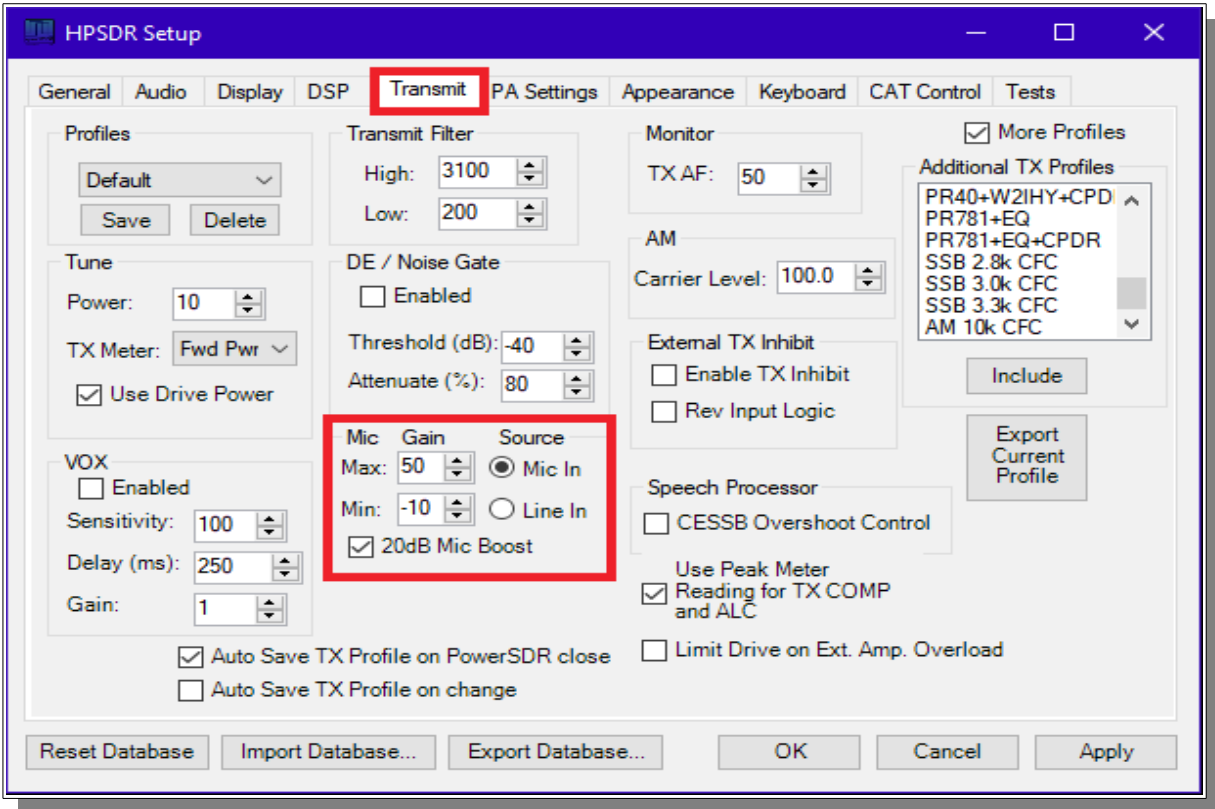 HPSDR Setup
General Audio Display DSP Transmit PA Settings Appearance Keyboard CAT Control Tests
Profiles
Default
Save Delete
Tune
Power: 10
TX Meter: Fwd Pwr
Use Drive Power
VOX
Enabled
Sensitivity: 100
Delay (ms): 250
Gain: 1
Transmit Filter
High: 3100
Low: 200
DE / Noise Gate
Enabled
Threshold (dB): -40
Attenuate (%): 80
Mic Gain Source
Max: 50 Mic In
Min: -10 Line In
20dB Mic Boost
Auto Save TX Profile on PowerSDR close
Auto Save TX Profile on change
Monitor
TX AF: 50
AM
Carrier Level: 100.0
External TX Inhibit
Enable TX Inhibit
Rev Input Logic
Speech Processor
CESSB Overshoot Control
Use Peak Meter
Reading for TX COMP
and ALC
Limit Drive on Ext. Amp. Overload
More Profiles
Additional TX Profiles
PR40+W2IHY+CPD
PR781+EQ
PR781+EQ+CPDR
SSB 2.8k CFC
SSB 3.0k CFC
SSB 3.3k CFC
AM 10k CFC
Include
Export
Current
Profile
Reset Database Import Database... Export Database... OK Cancel Apply